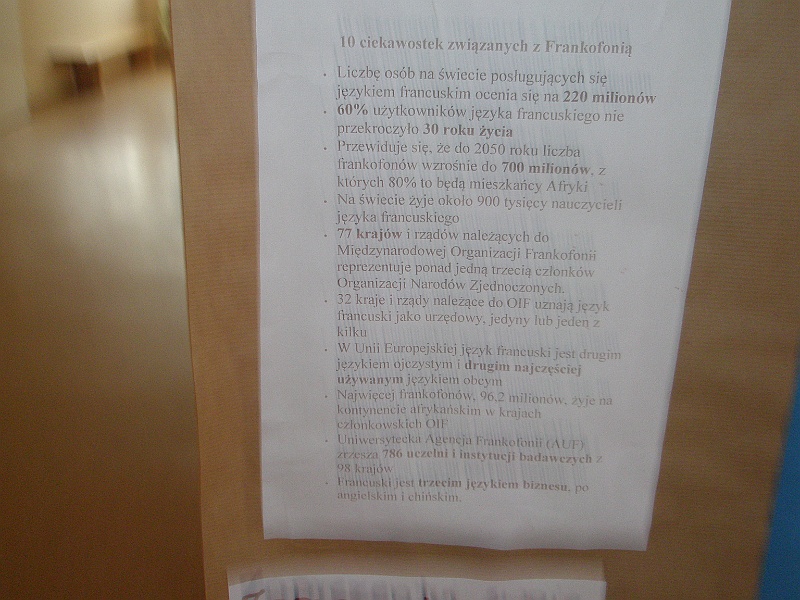 10 ciekawostek związanych z Frankofonią
. Liczbę osób na świecie posługujących się
językiem francuskim ocenia się na 220 milionów
. 60% użytkowników języka francuskiego nie
przekroczyło 30 roku życia
. Przewiduje się, że do 2050 roku liczba
frankofonów wzrośnie do 700 milionów, z
których 80% to będą mieszkańcy Afryki
. Na świecie żyje około 900 tysięcy nauczycieli
języka francuskiego
. 77 krajów i rządów należących do
Międzynarodowej Organizacji Frankofonii
reprezentuje ponad jedną trzecią członków
Organizacji Narodów Zjednoczonych.
. 32 kraje i rządy należące do OIF uznają język
francuski jako urzędowy, jedyny lub jeden z
kilku
. W Unii Europejskiej język francuski jest drugim
językiem ojczystym i drugim najczęściej
używanym językiem obcym
. Najwięcej frankofonów, 96,2 milionów, żyje na
kontynencie afrykańskim w krajach
członkowskich OIF
. Uniwersytecka Agencja Frankofonii (AUF)
zrzesza 786 uczelni i instytucji badawczych z
98 krajów
. Francuski jest trzecim językiem biznesu, po
angielskim i chińskim.